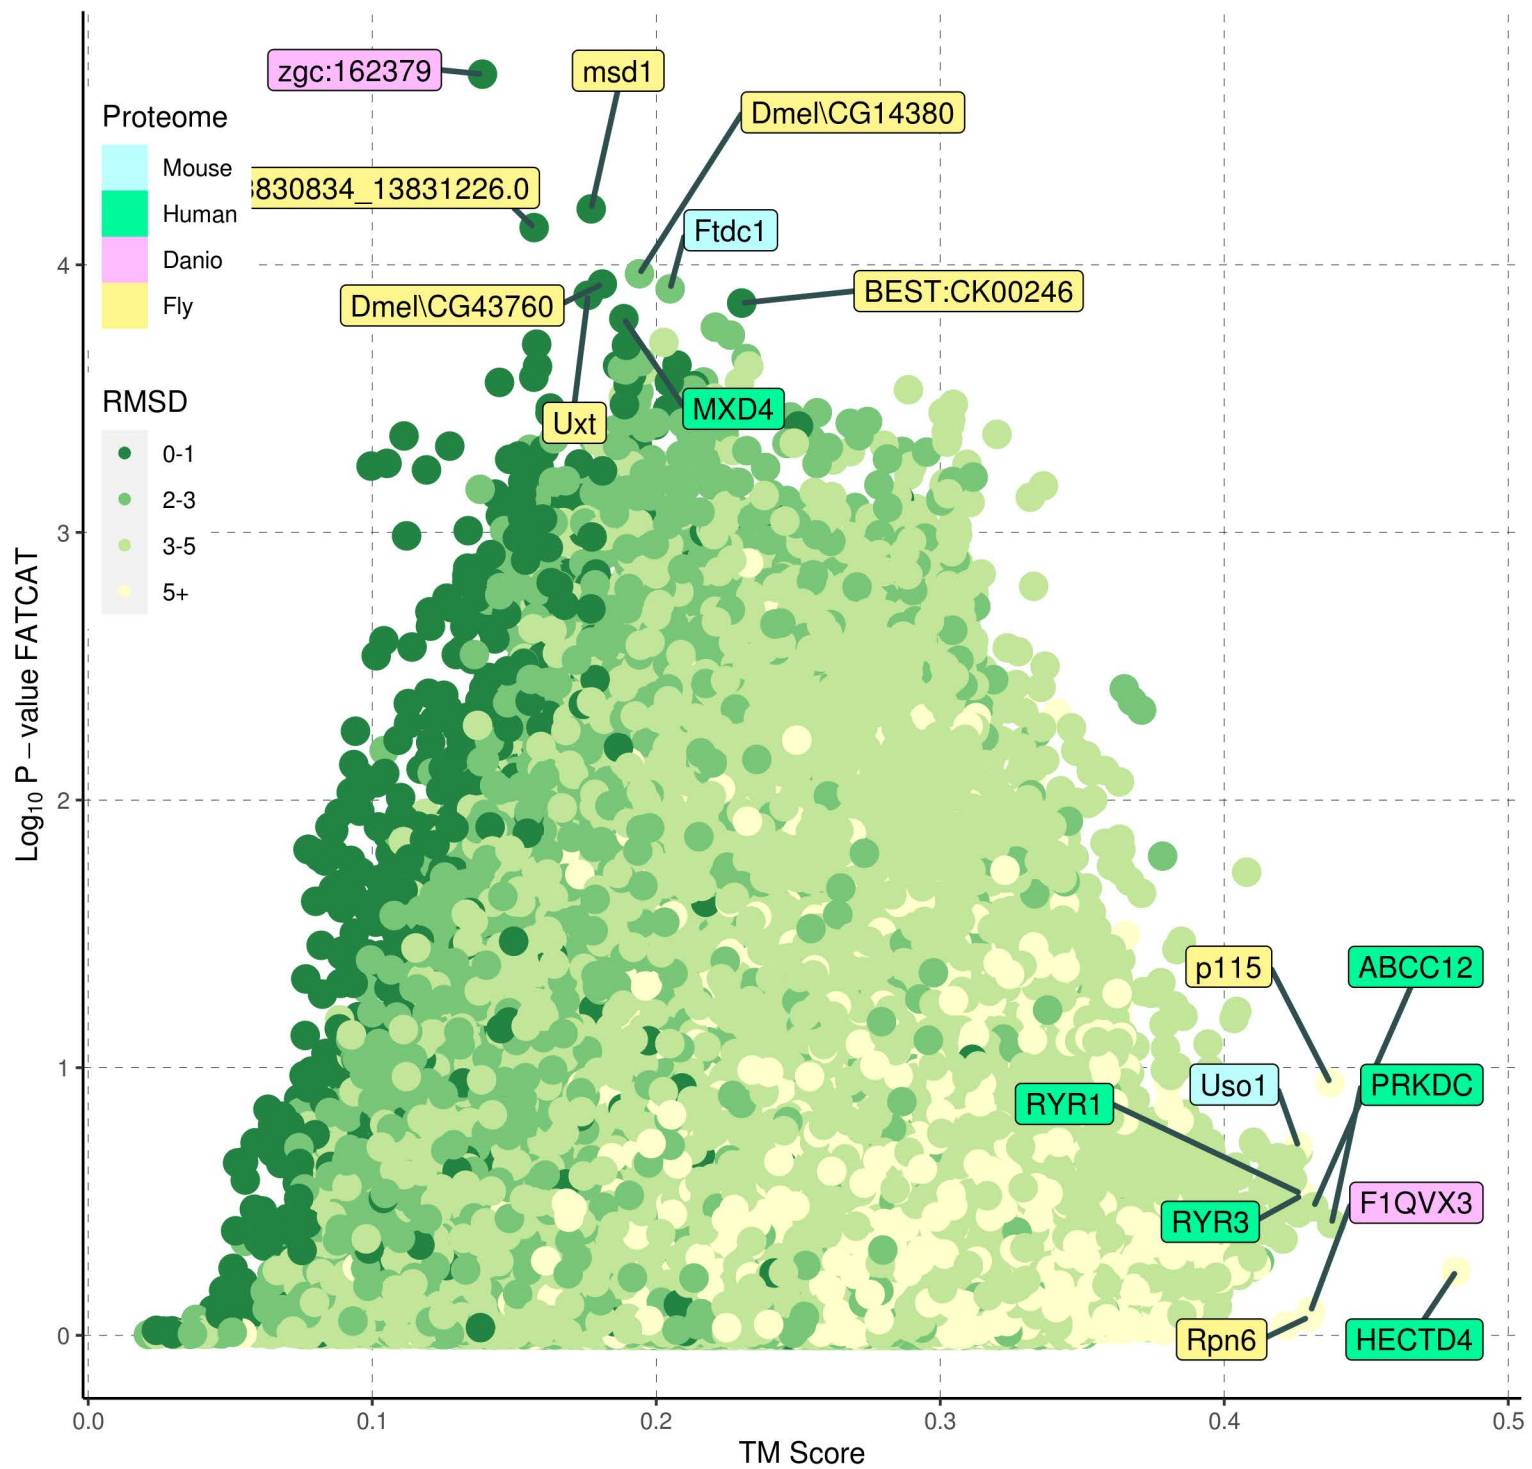 zgc:162379
msd1
Dmel\CG14380
Proteome
Mouse
Human
Danio
Fly
830834_13831226.0
Ftdc1
BEST:CK00246
Dmel\CG43760
Uxt
MXD4
RMSD
0-1
2-3
3-5
5+
p115
ABCC12
Uso1
PRKDC
RYR1
F1QVX3
RYR3
Rpn6
HECTD4
4
3
2
1
0
Log10 P – value FATCAT
0.0
0.1
0.2
0.3
0.4
0.5
TM Score